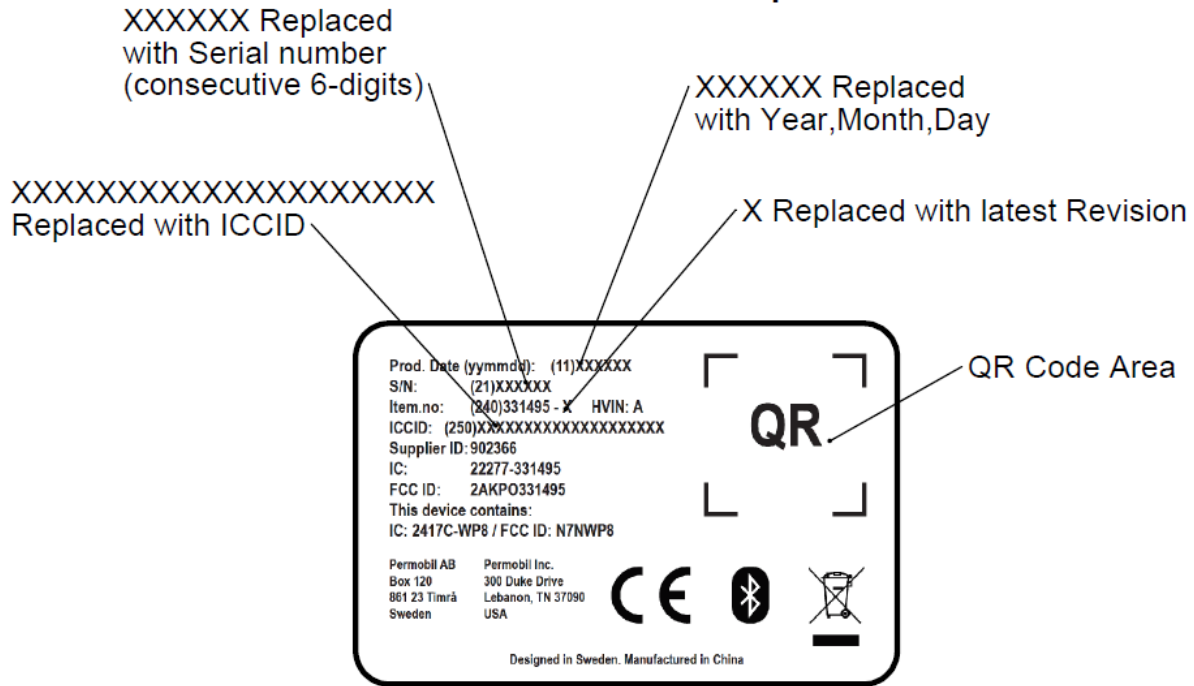 XXXXXX Replaced
with Serial number
(consecutive 6-digits)
XXXXXX Replaced
with Year,Month,Day
XXXXXXXXXXXXXXXXXXXX
Replaced with ICCID
X Replaced with latest Revision
QR Code Area
Prod. Date (yymmdd): (11)XXXXXX
S/N: (21)XXXXXX
Item.no: (240)331495 - X HVIN: A
ICCID: (250)XXXXXXXXXXXXXXXXXXXX
Supplier ID: 902366
IC: 22277-331495
FCC ID: 2AKPO331495
This device contains:
IC: 2417C-WP8 / FCC ID: N7NWP8
QR
Permobil AB
Box 120
861 23 Timrå
Sweden
Permobil Inc.
300 Duke Drive
Lebanon, TN 37090
USA
CE
Designed in Sweden. Manufactured in China